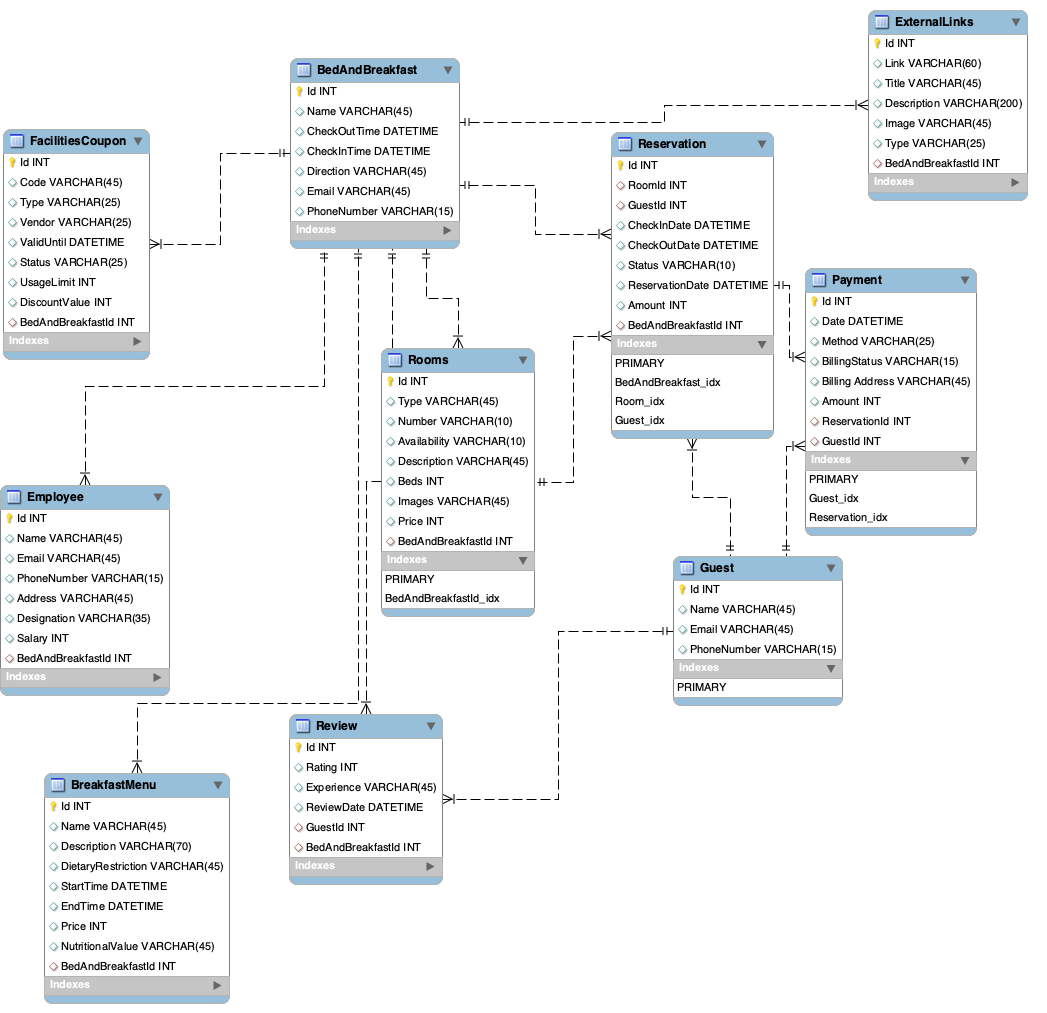 ExternalLinks
Id INT
Link VARCHAR(60)
Title VARCHAR(45)
Description VARCHAR(200)
Image VARCHAR(45)
Type VARCHAR(25)
BedAndBreakfastId INT
Indexes
BedAndBreakfast
Id INT
Name VARCHAR(45)
CheckOutTime DATETIME
CheckInTime DATETIME
Direction VARCHAR(45)
Email VARCHAR(45)
PhoneNumber VARCHAR(15)
Indexes
FacilitiesCoupon
Id INT
Code VARCHAR(45)
Type VARCHAR(25)
Vendor VARCHAR(25)
ValidUntil DATETIME
Status VARCHAR(25)
UsageLimit INT
DiscountValue INT
BedAndBreakfastId INT
Indexes
Reservation
Id INT
RoomId INT
GuestId INT
CheckInDate DATETIME
CheckOutDate DATETIME
Status VARCHAR(10)
ReservationDate DATETIME
Amount INT
BedAndBreakfastId INT
Indexes
PRIMARY
BedAndBreakfast_idx
Room_idx
Guest_idx
Payment
Id INT
Date DATETIME
Method VARCHAR(25)
BillingStatus VARCHAR(15)
Billing Address VARCHAR(45)
Amount INT
ReservationId INT
GuestId INT
Indexes
PRIMARY
Guest_idx
Reservation_idx
Rooms
Id INT
Type VARCHAR(45)
Number VARCHAR(10)
Availability VARCHAR(10)
Description VARCHAR(45)
Beds INT
Images VARCHAR(45)
Price INT
BedAndBreakfastId INT
Indexes
PRIMARY
BedAndBreakfastId_idx
Employee
Id INT
Name VARCHAR(45)
Email VARCHAR(45)
PhoneNumber VARCHAR(15)
Address VARCHAR(45)
Designation VARCHAR(35)
Salary INT
BedAndBreakfastId INT
Indexes
Guest
Id INT
Name VARCHAR(45)
Email VARCHAR(45)
PhoneNumber VARCHAR(15)
Indexes
PRIMARY
Review
Id INT
Rating INT
Experience VARCHAR(45)
ReviewDate DATETIME
GuestId INT
BedAndBreakfastId INT
Indexes
BreakfastMenu
Id INT
Name VARCHAR(45)
Description VARCHAR(70)
DietaryRestriction VARCHAR(45)
StartTime DATETIME
EndTime DATETIME
Price INT
NutritionalValue VARCHAR(45)
BedAndBreakfastId INT
Indexes